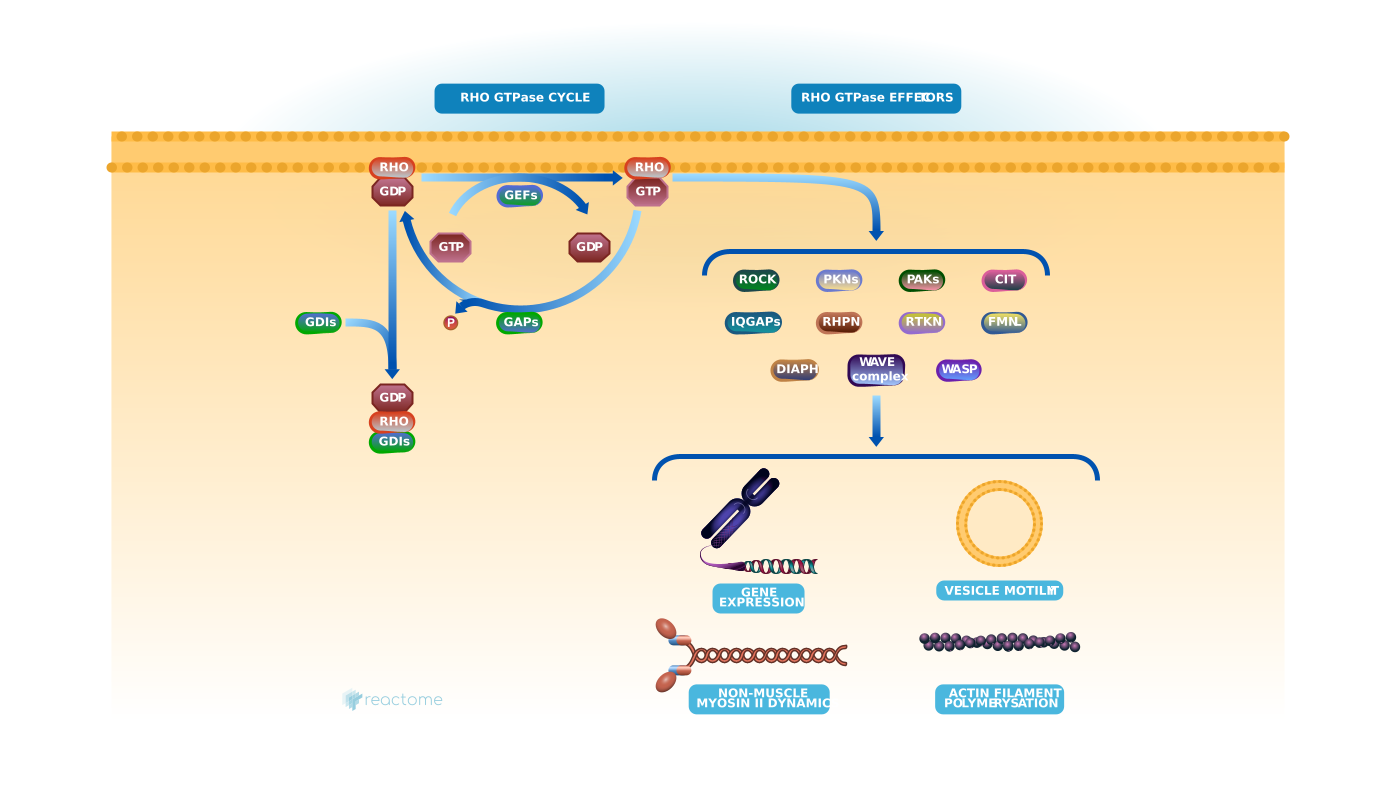 RHO GTPase CYCLE
RHO GTPase EFFECTORS
RHO
GDP
RHO
GTP
GEFs
GTP
GDP
GDIs
P
GAPs
GDP
RHO
GDIs
ROCK
PKNs
PAKs
CIT
IQGAPs
RHPN
RTKN
FMNL
DIAPH
WAVE
complex
WASP
GENE
EXPRESSION
VESICLE MOTILITY
NON-MUSCLE
MYOSIN II DYNAMIC
ACTIN FILAMENT
POLYMERYSATION
reactome